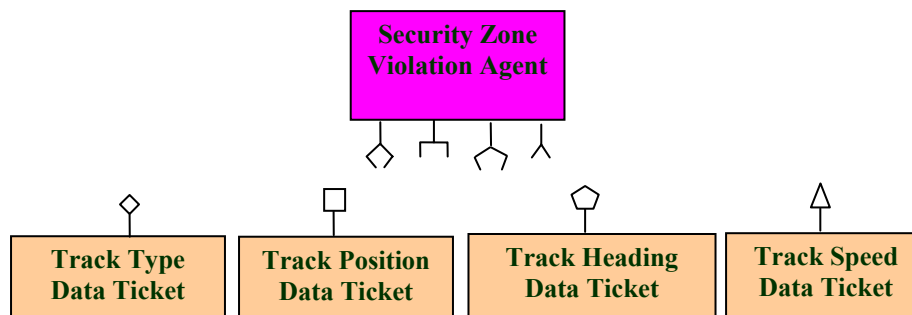 Security Zone
Violation Agent
Track Type
Data Ticket
Track Position
Data Ticket
Track Heading
Data Ticket
Track Speed
Data Ticket